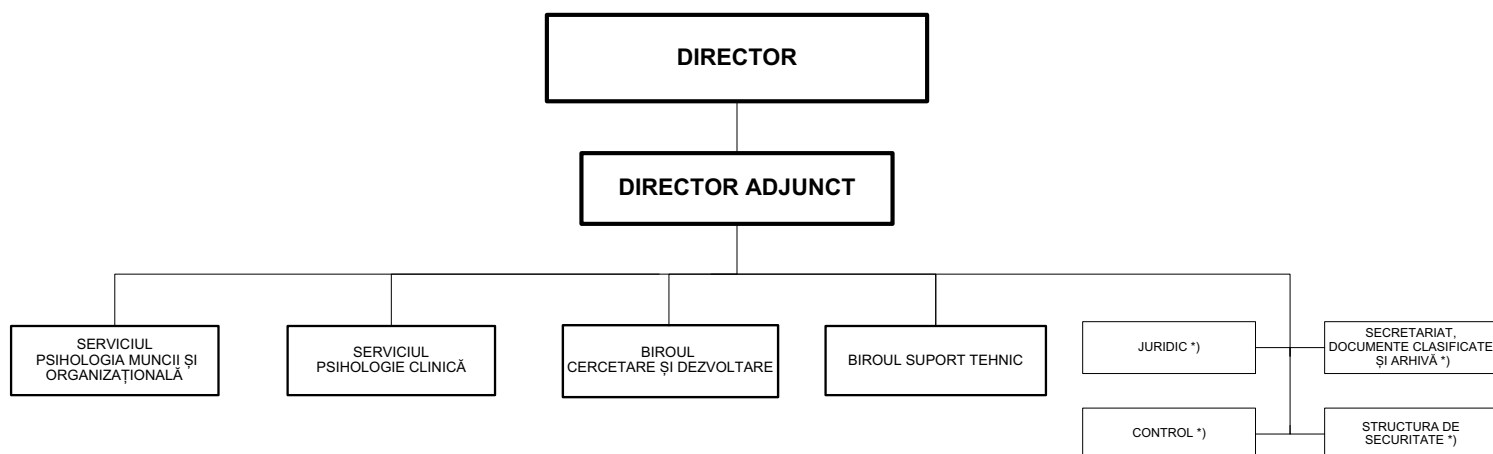 DIRECTOR
DIRECTOR ADJUNCT
SERVICIUL
PSIHOLOGIA MUNCII ȘI
ORGANIZAȚIONALĂ
SERVICIUL
PSIHOLOGIE CLINICĂ
BIROUL
CERCETARE ȘI DEZVOLTARE
BIROUL SUPORT TEHNIC
JURIDIC *)
SECRETARIAT,
DOCUMENTE CLASIFICATE
ȘI ARHIVĂ *)
CONTROL *)
STRUCTURA DE
SECURITATE *)